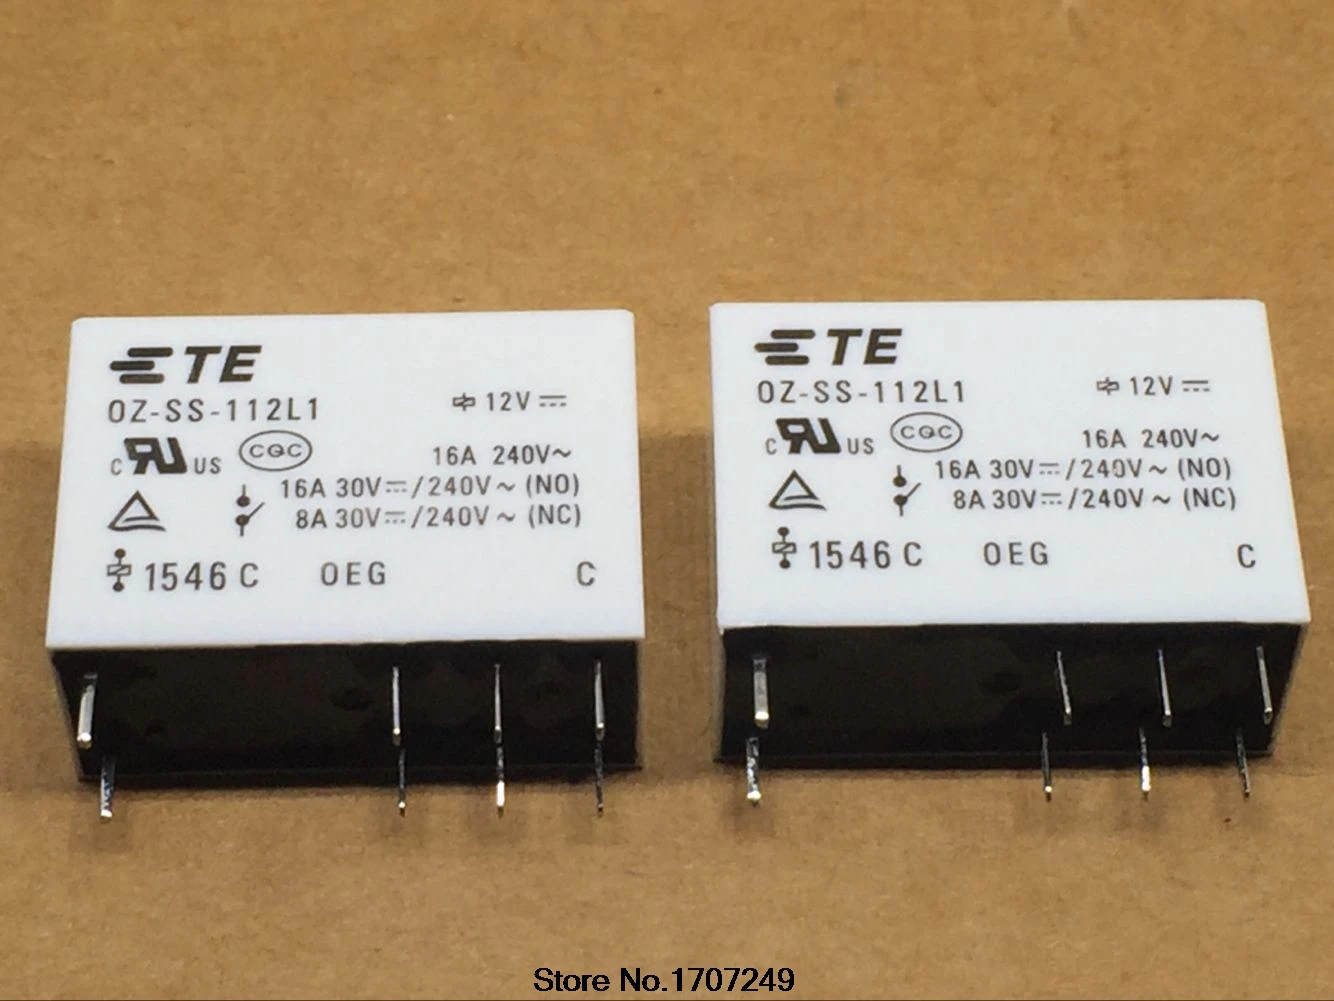 TE
OZ-SS-112L1
12V
c RU US
CQC
16A 240V~
16A 30V⎓/240V~ (NO)
8A 30V⎓/240V~ (NC)
1546 C OEG C
TE
OZ-SS-112L1
12V
c RU US
CQC
16A 240V~
16A 30V⎓/240V~ (NO)
8A 30V⎓/240V~ (NC)
1546 C OEG C
Store No.1707249